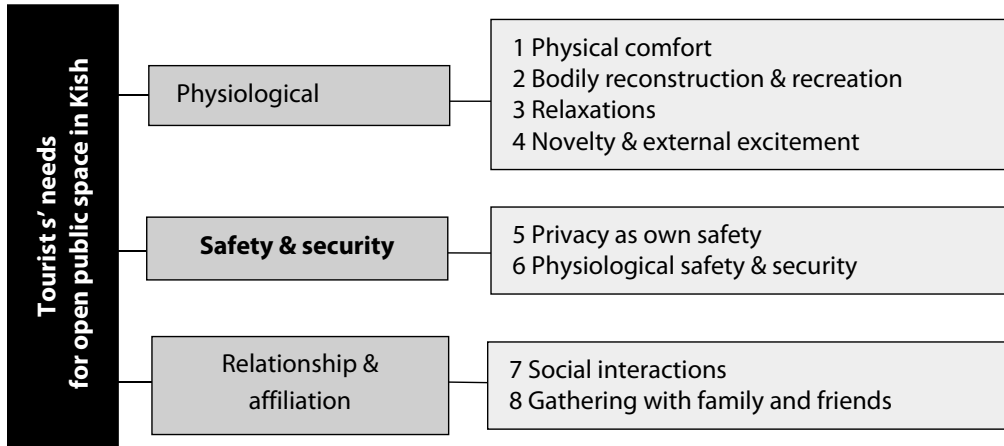 Tourist s' needs
for open public space in Kish
Physiological
1 Physical comfort
2 Bodily reconstruction & recreation
3 Relaxations
4 Novelty & external excitement
Safety & security
5 Privacy as own safety
6 Physiological safety & security
Relationship &
affiliation
7 Social interactions
8 Gathering with family and friends